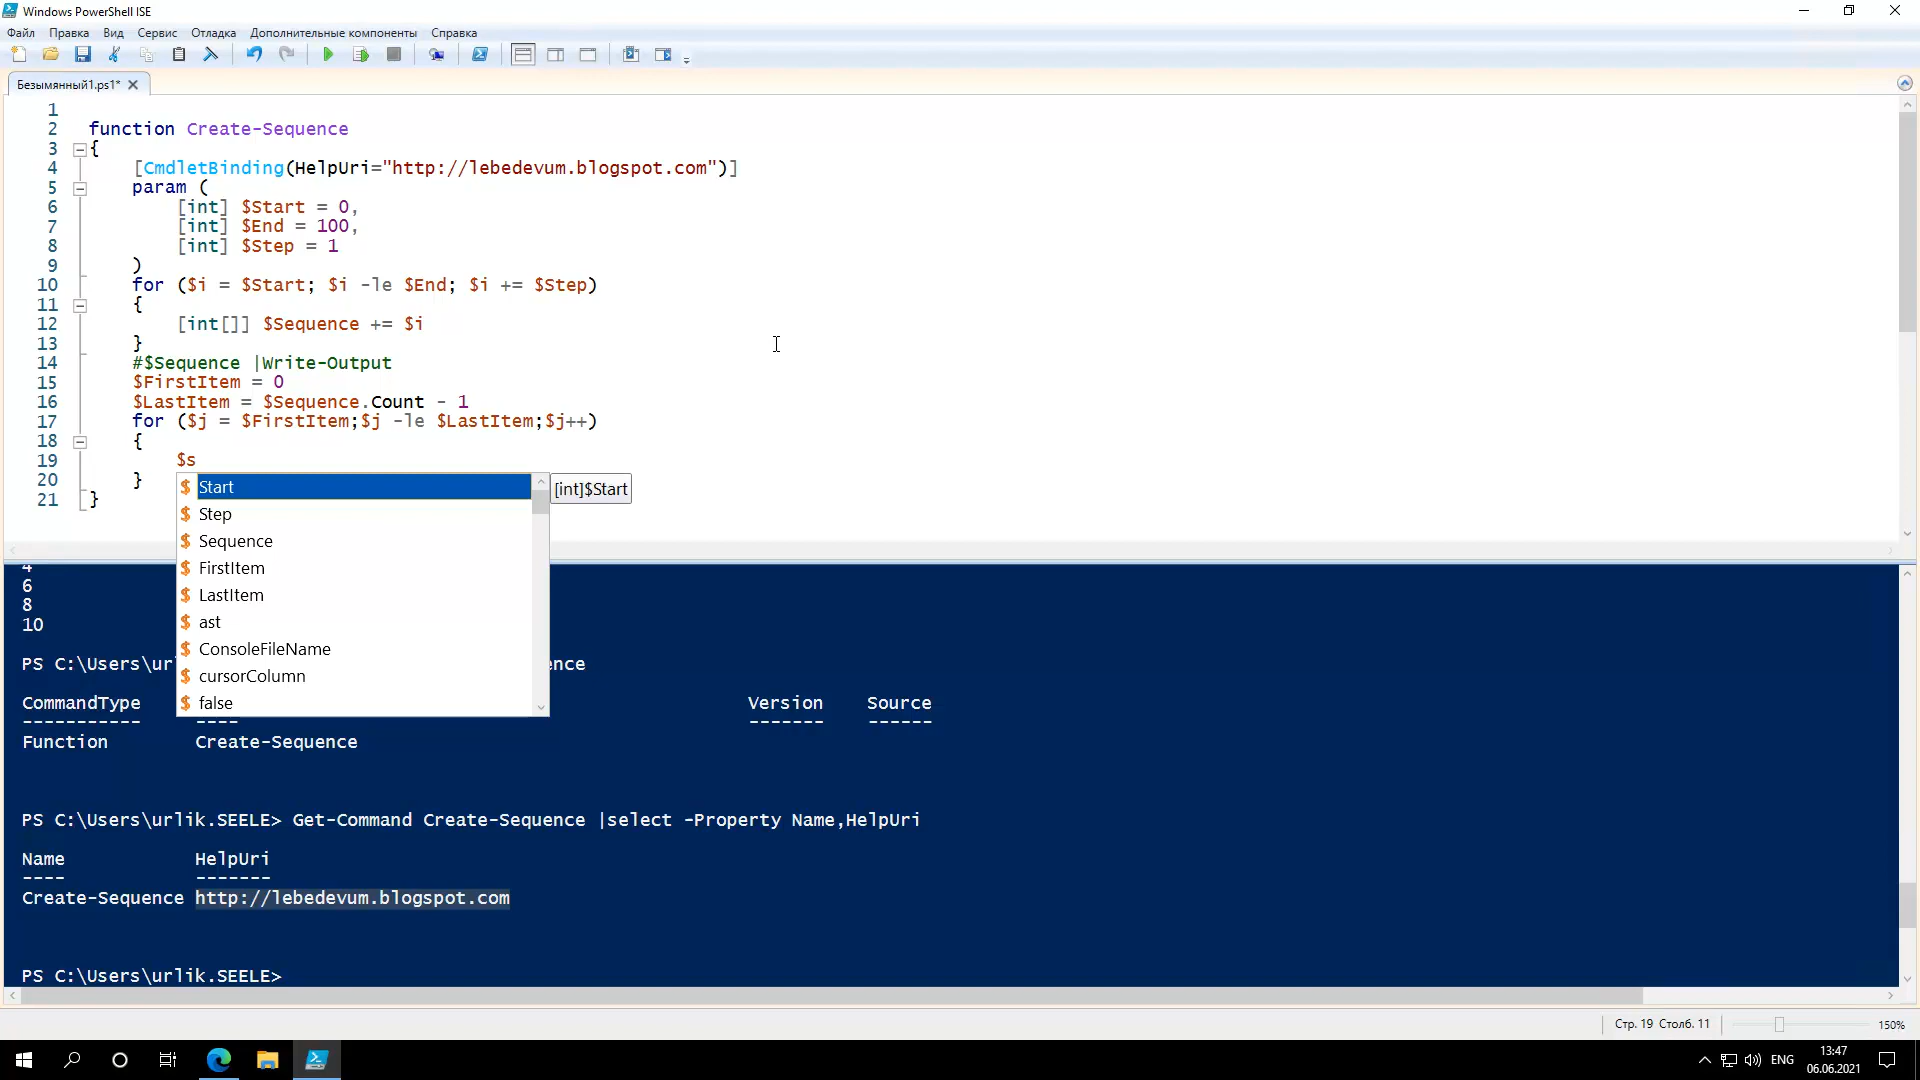 Windows PowerShell ISE
Файл Правка Вид Сервис Отладка Дополнительные компоненты Справка
Безымянный1.ps1*
1
2 function Create-Sequence
3 {
4 [CmdletBinding(HelpUri="http://lebedevum.blogspot.com")]
5 param (
6 [int] $Start = 0,
7 [int] $End = 100,
8 [int] $Step = 1
9 )
10 for ($i = $Start; $i -le $End; $i += $Step)
11 {
12 [int[]] $Sequence += $i
13 }
14 #$Sequence |Write-Output
15 $FirstItem = 0
16 $LastItem = $Sequence.Count - 1
17 for ($j = $FirstItem;$j -le $LastItem;$j++)
18 {
19 $s
20 }
21 }
$ Start [int]$Start
$ Step
$ Sequence
$ FirstItem
$ LastItem
$ ast
$ ConsoleFileName
$ cursorColumn
$ false
4
6
8
10
PS C:\Users\ur ence
CommandType Version Source
----------- ---- ------- ------
Function Create-Sequence
PS C:\Users\urlik.SEELE> Get-Command Create-Sequence |select -Property Name,HelpUri
Name HelpUri
---- -------
Create-Sequence http://lebedevum.blogspot.com
PS C:\Users\urlik.SEELE>
Стр. 19 Столб. 11 150%
ENG 13:47
06.06.2021